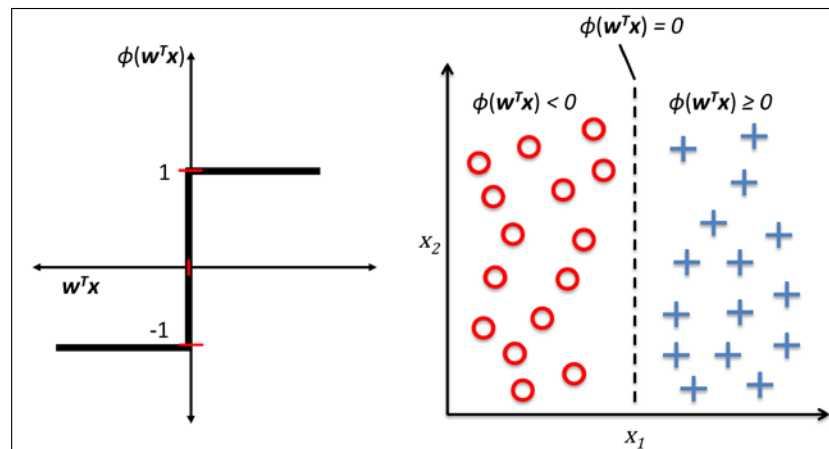 ϕ(wᵀx)
1
wᵀx
-1
ϕ(wᵀx) = 0
ϕ(wᵀx) < 0
ϕ(wᵀx) ≥ 0
x₂
x₁